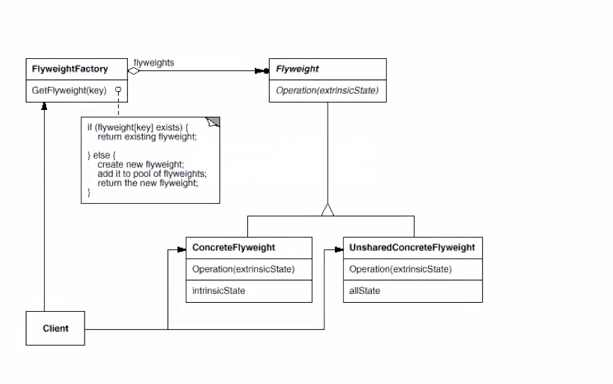 FlyweightFactory
GetFlyweight(key)
flyweights
Flyweight
Operation(extrinsicState)
if (flyweight[key] exists) {
return existing flyweight;
} else {
create new flyweight;
add it to pool of flyweights;
return the new flyweight;
}
ConcreteFlyweight
Operation(extrinsicState)
intrinsicState
UnsharedConcreteFlyweight
Operation(extrinsicState)
allState
Client